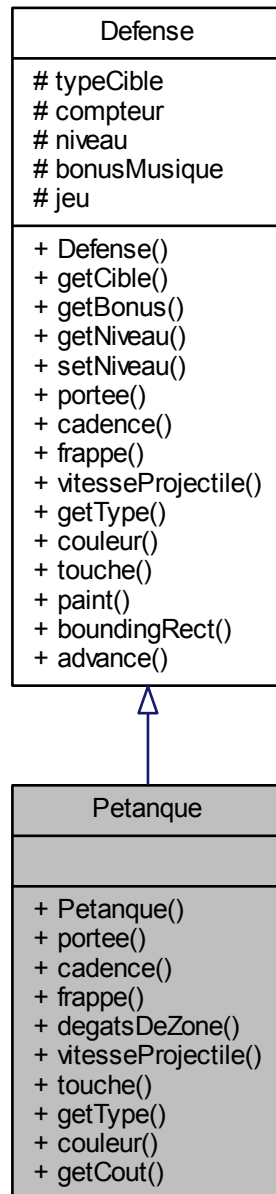 Defense
# typeCible
# compteur
# niveau
# bonusMusique
# jeu
+ Defense()
+ getCible()
+ getBonus()
+ getNiveau()
+ setNiveau()
+ portee()
+ cadence()
+ frappe()
+ vitesseProjectile()
+ getType()
+ couleur()
+ touche()
+ paint()
+ boundingRect()
+ advance()
Petanque
+ Petanque()
+ portee()
+ cadence()
+ frappe()
+ degatsDeZone()
+ vitesseProjectile()
+ touche()
+ getType()
+ couleur()
+ getCout()